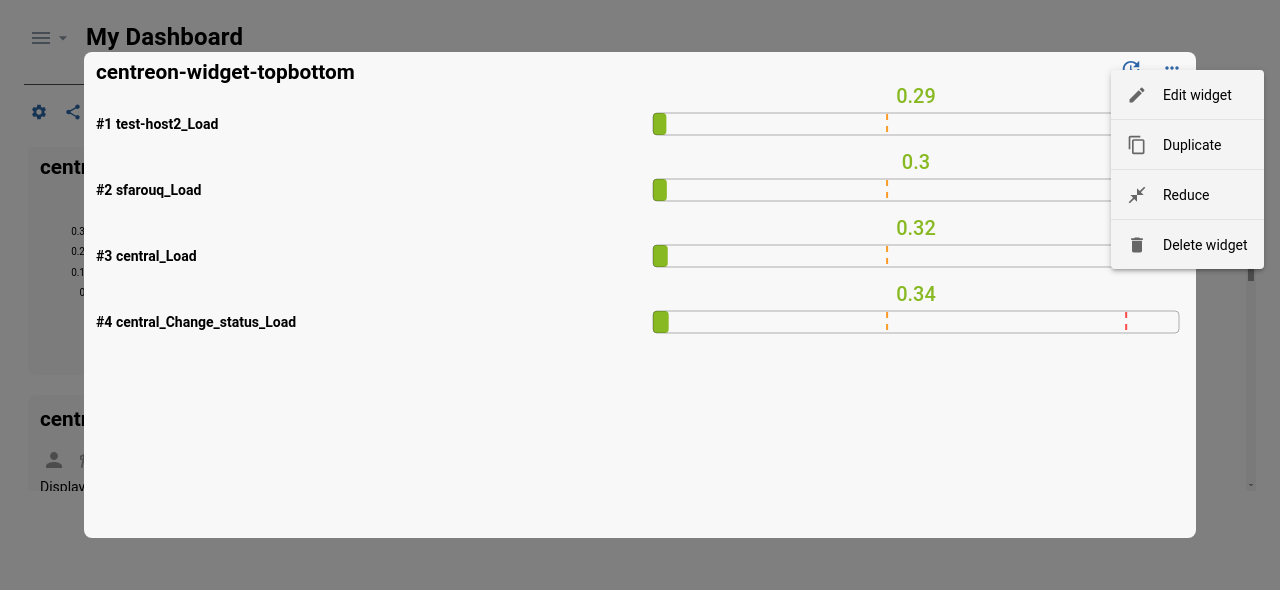 My Dashboard
centreon-widget-topbottom
0.29
#1 test-host2_Load
0.3
#2 sfarouq_Load
0.32
#3 central_Load
0.34
#4 central_Change_status_Load
Edit widget
Duplicate
Reduce
Delete widget
centr
0.3
0.2
0.1
0
centr
Display